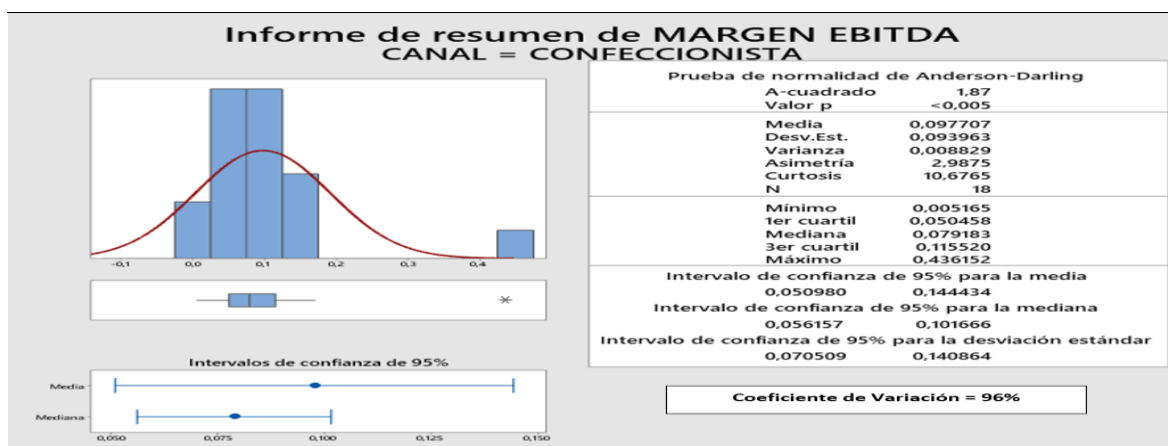 Informe de resumen de MARGEN EBITDA
CANAL = CONFECCIONISTA
-0,1 0,0 0,1 0,2 0,3 0,4
Intervalos de confianza de 95%
Media
Mediana
0,050 0,075 0,100 0,125 0,150
Prueba de normalidad de Anderson-Darling
A-cuadrado 1,87
Valor p <0,005
Media 0,097707
Desv.Est. 0,093963
Varianza 0,008829
Asimetría 2,9875
Curtosis 10,6765
N 18
Mínimo 0,005165
1er cuartil 0,050458
Mediana 0,079183
3er cuartil 0,115520
Máximo 0,436152
Intervalo de confianza de 95% para la media
0,050980 0,144434
Intervalo de confianza de 95% para la mediana
0,056157 0,101666
Intervalo de confianza de 95% para la desviación estándar
0,070509 0,140864
Coeficiente de Variación = 96%